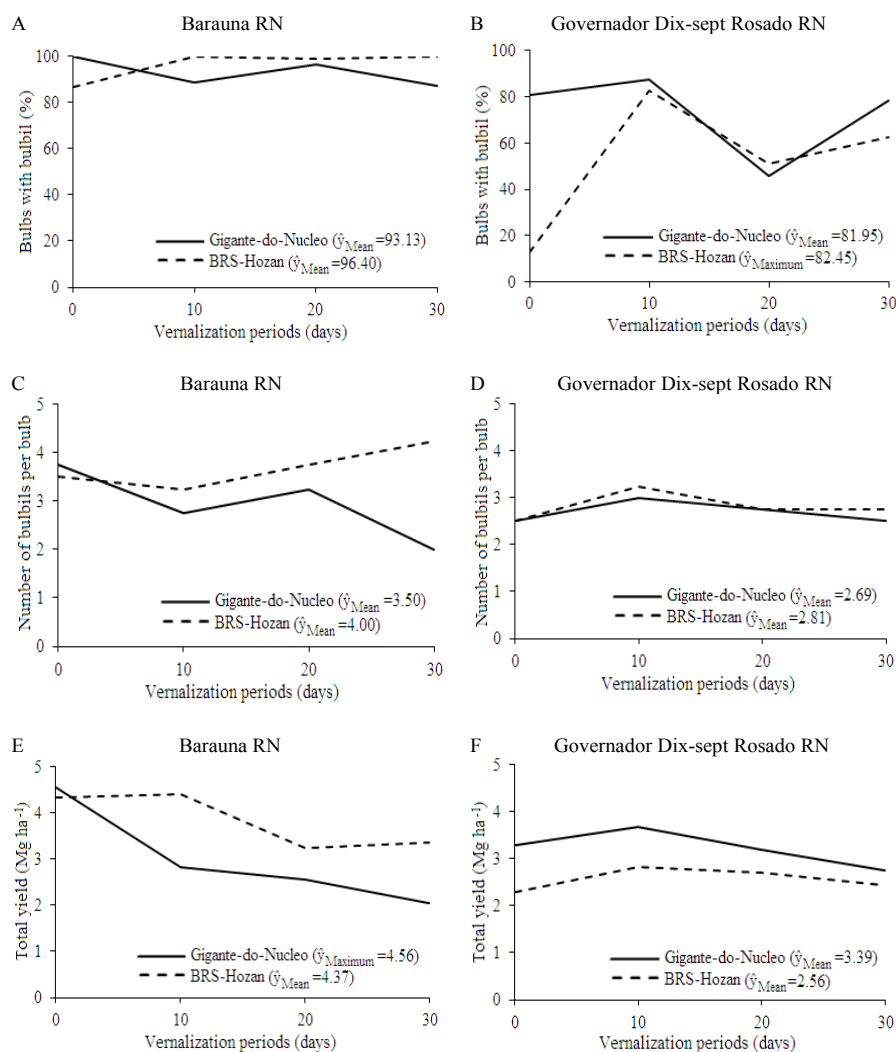 A
Barauna RN
Bulbs with bulbil (%)
100
80
60
40
20
0
Gigante-do-Nucleo (ŷMean =93.13)
BRS-Hozan (ŷMean =96.40)
0 10 20 30
Vernalization periods (days)
B
Governador Dix-sept Rosado RN
Bulbs with bulbil (%)
100
80
60
40
20
0
Gigante-do-Nucleo (ŷMean =81.95)
BRS-Hozan (ŷMaximum =82.45)
0 10 20 30
Vernalization periods (days)
C
Barauna RN
Number of bulbils per bulb
5
4
3
2
1
0
Gigante-do-Nucleo (ŷMean =3.50)
BRS-Hozan (ŷMean =4.00)
0 10 20 30
Vernalization periods (days)
D
Governador Dix-sept Rosado RN
Number of bulbils per bulb
5
4
3
2
1
0
Gigante-do-Nucleo (ŷMean =2.69)
BRS-Hozan (ŷMean =2.81)
0 10 20 30
Vernalization periods (days)
E
Barauna RN
Total yield (Mg ha⁻¹)
5
4
3
2
1
0
Gigante-do-Nucleo (ŷMaximum =4.56)
BRS-Hozan (ŷMean =4.37)
0 10 20 30
Vernalization periods (days)
F
Governador Dix-sept Rosado RN
Total yield (Mg ha⁻¹)
5
4
3
2
1
0
Gigante-do-Nucleo (ŷMean =3.39)
BRS-Hozan (ŷMean =2.56)
0 10 20 30
Vernalization periods (days)